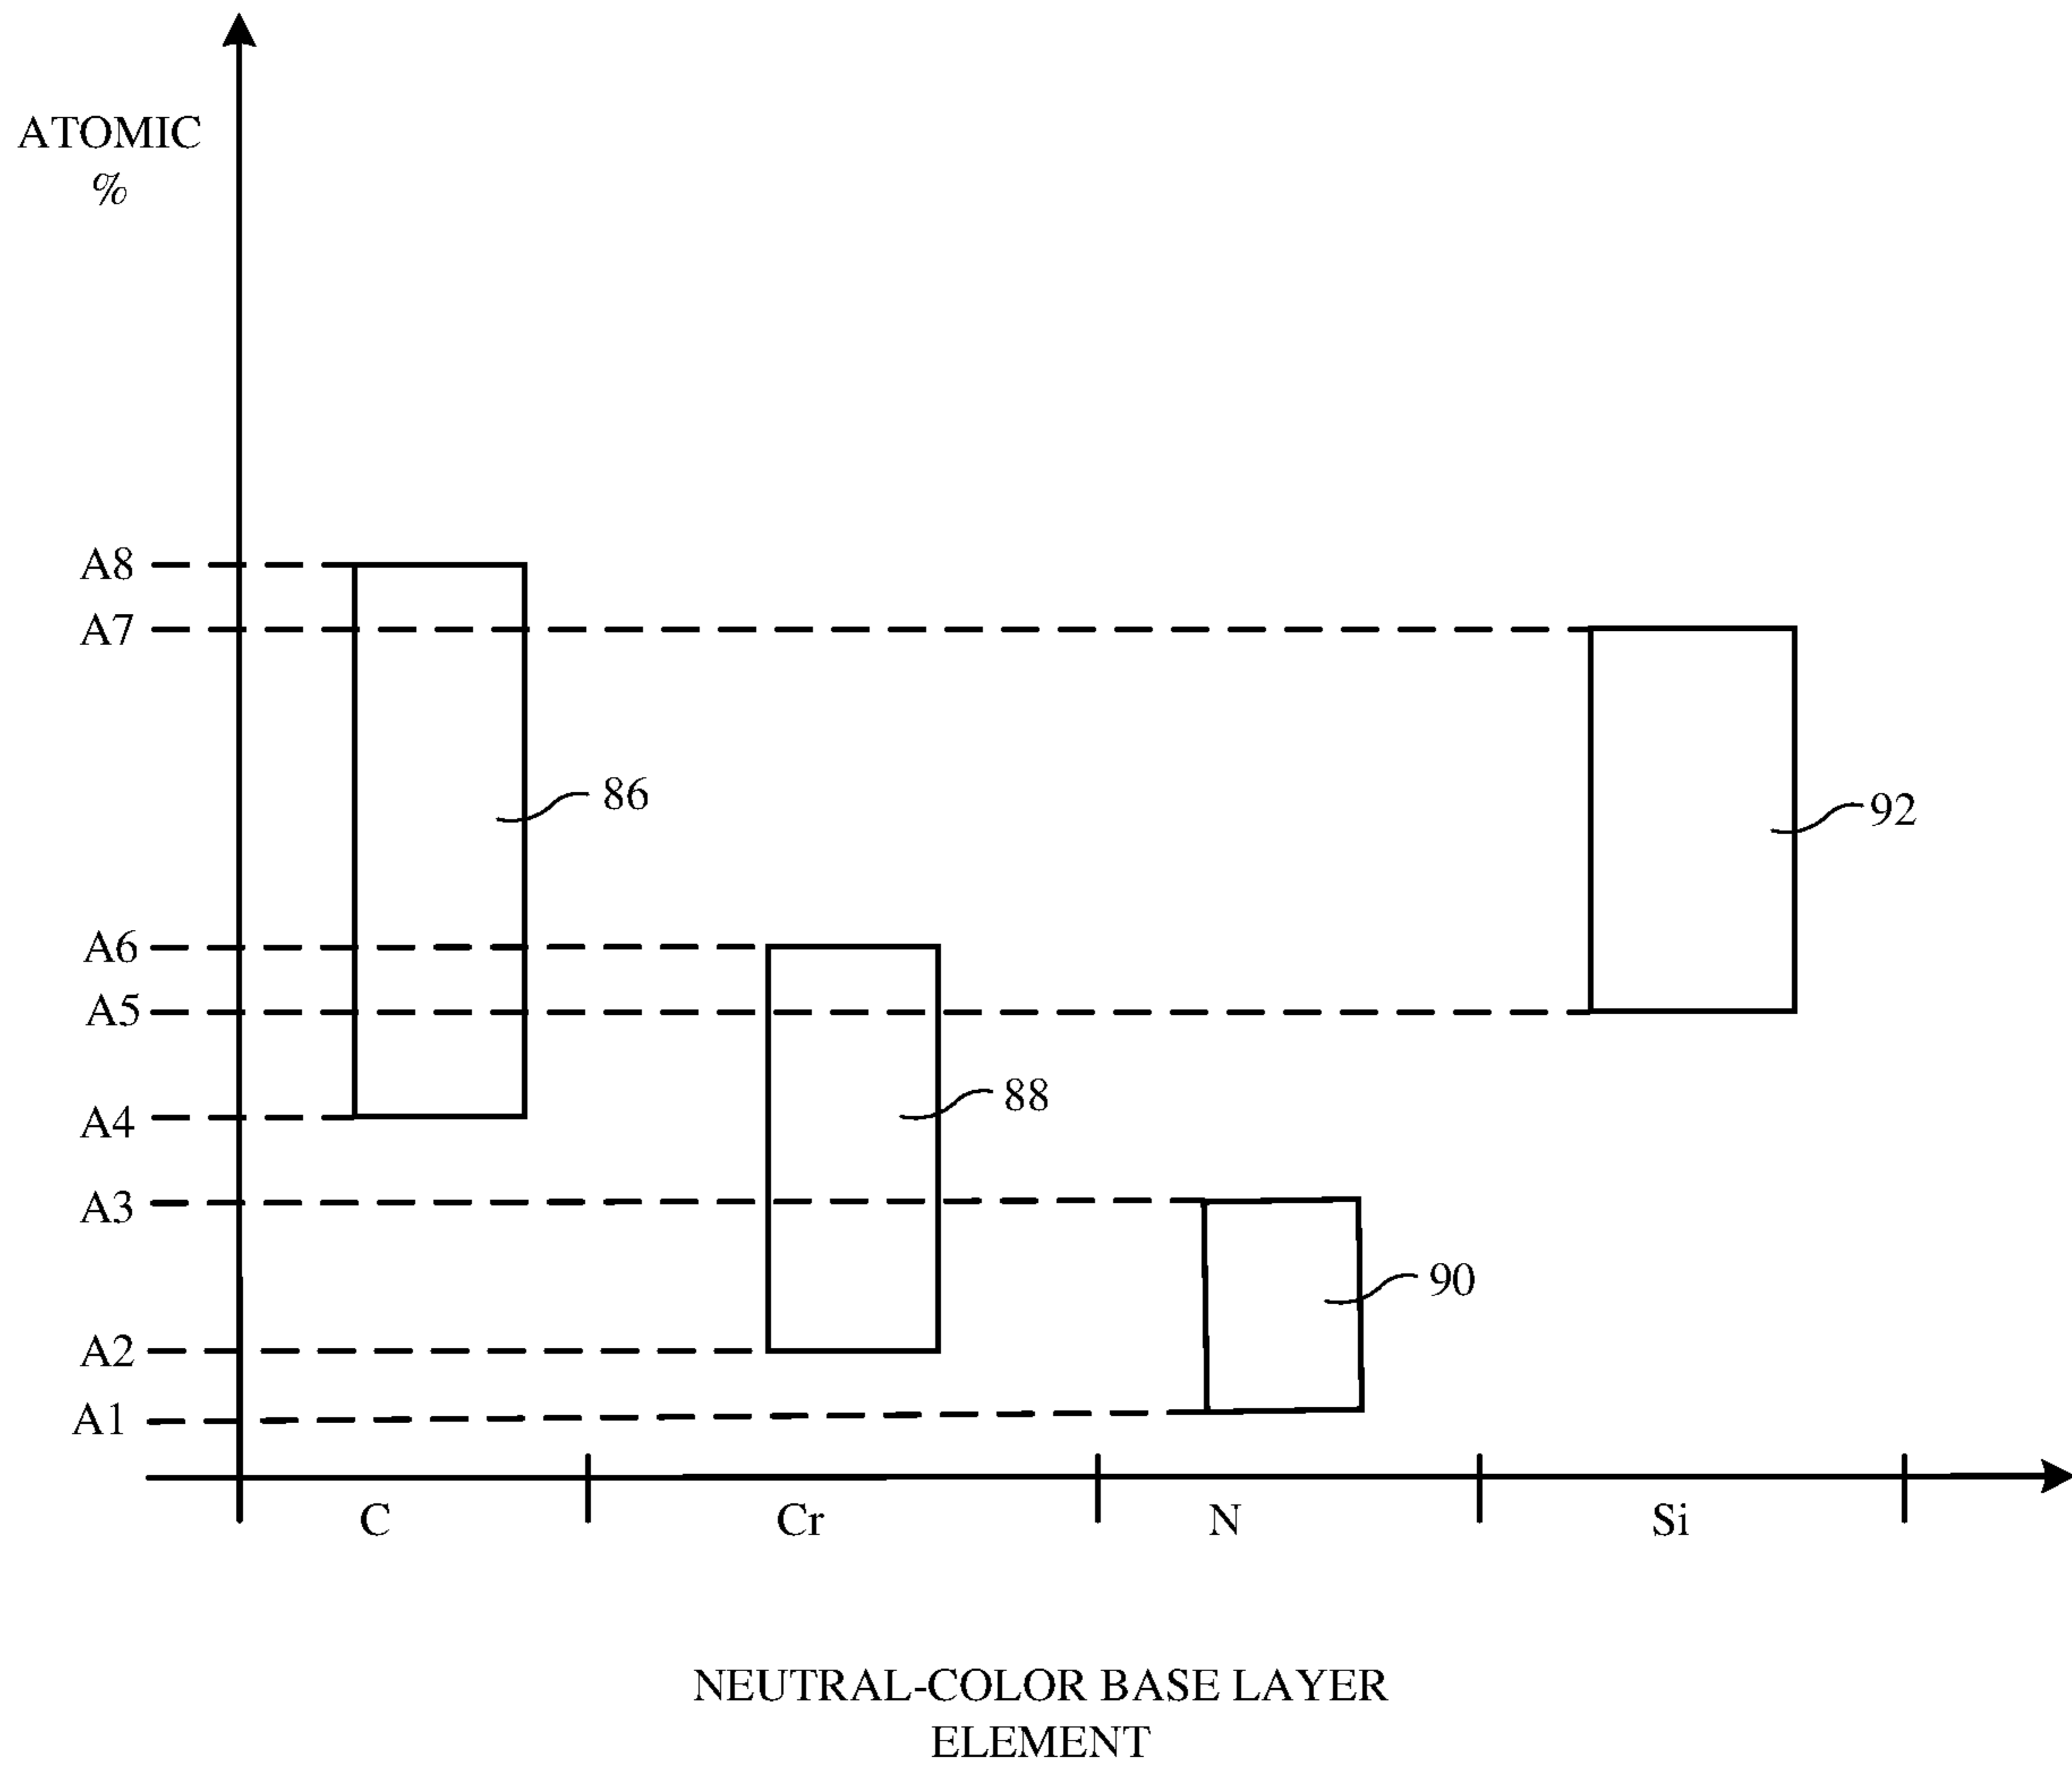 ATOMIC
%
A8
A7
86
92
A6
A5
88
A4
A3
90
A2
A1
C
Cr
N
Si
NEUTRAL-COLOR BASE LAYER
ELEMENT